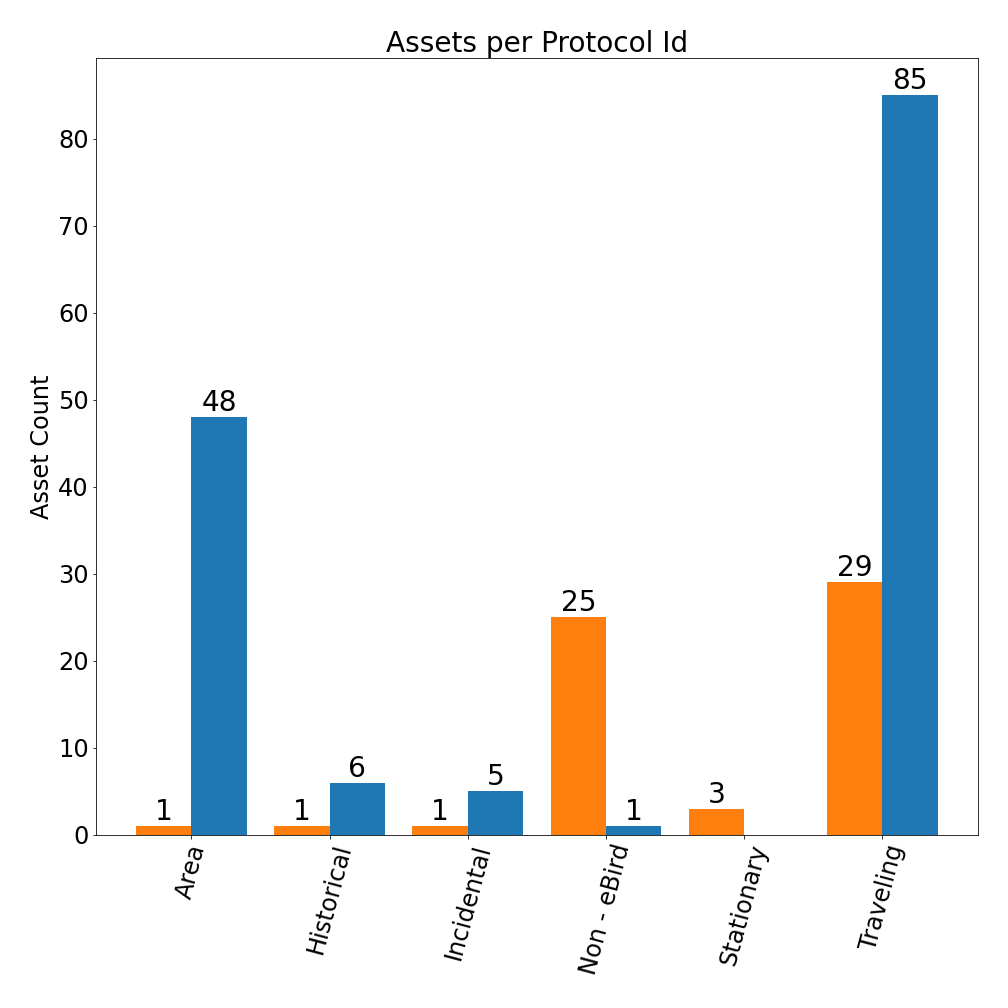 Assets per Protocol Id
85
80
70
60
50
48
40
30
29
25
20
10
6
5
3
1
1
1
1
0
Asset Count
Area
Historical
Incidental
Non - eBird
Stationary
Traveling